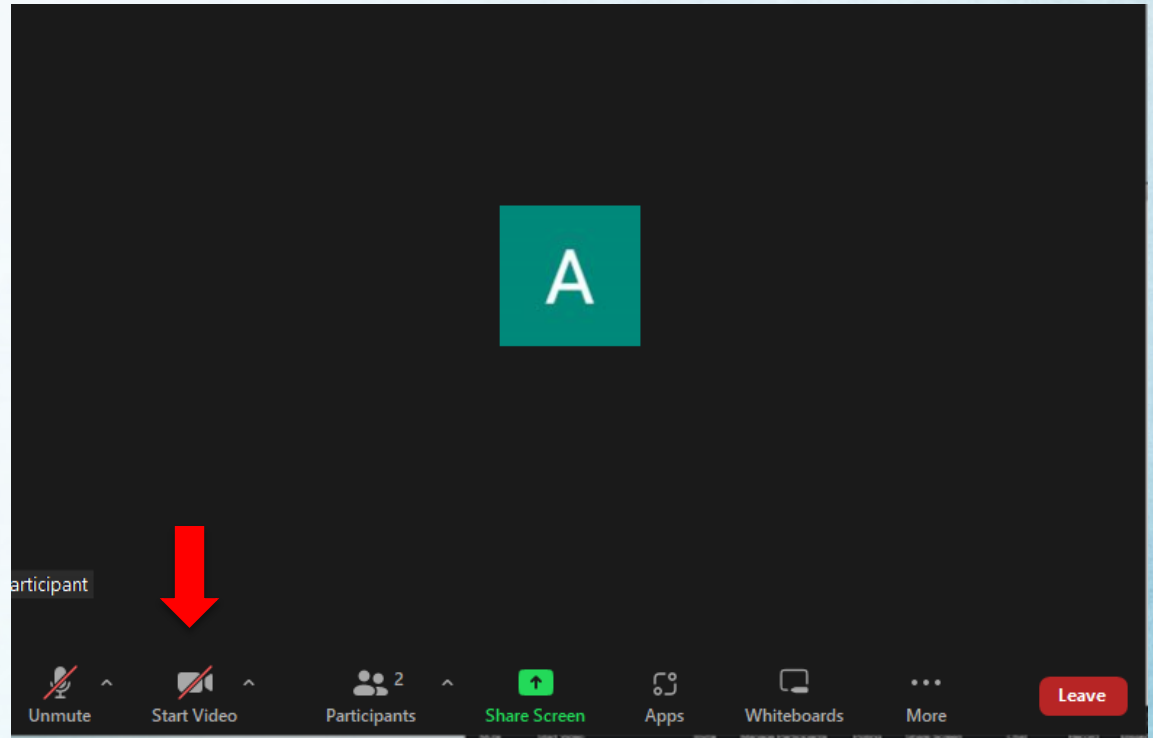 A
articipant
2
Unmute
Start Video
Participants
Share Screen
Apps
Whiteboards
More
Leave